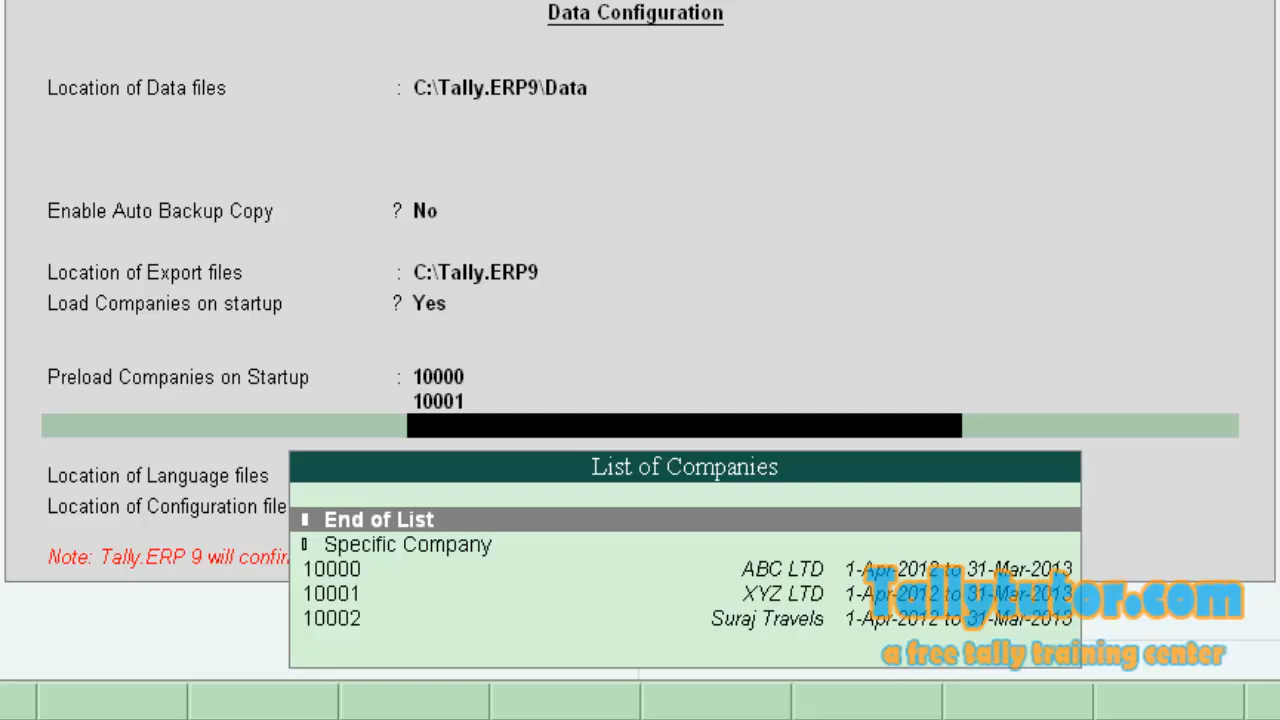 Data Configuration
Location of Data files : C:\Tally.ERP9\Data
Enable Auto Backup Copy ? No
Location of Export files : C:\Tally.ERP9
Load Companies on startup ? Yes
Preload Companies on Startup : 10000
10001
Location of Language files
Location of Configuration file
Note: Tally.ERP 9 will confir
List of Companies
End of List
Specific Company
10000 ABC LTD 1-Apr-2012 to 31-Mar-2013
10001 XYZ LTD 1-Apr-2012 to 31-Mar-2013
10002 Suraj Travels 1-Apr-2012 to 31-Mar-2013
Tallytutor.com
a free tally training center